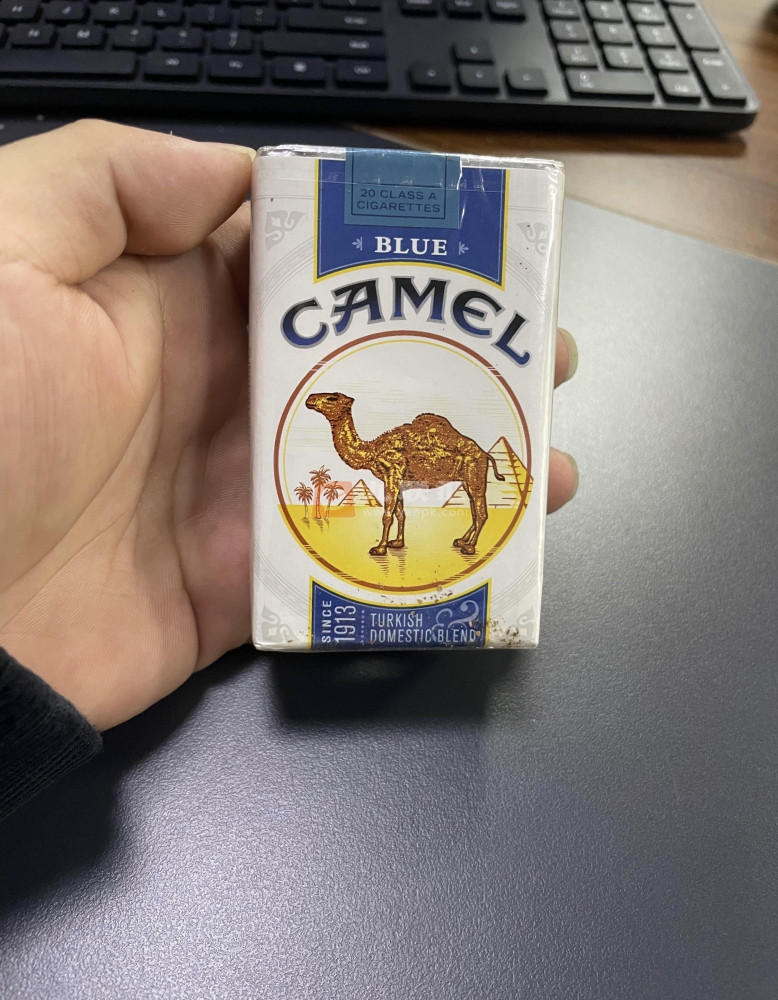 20 CLASS A
CIGARETTES
BLUE
CAMEL
SINCE
1913
TURKISH
&
DOMESTIC BLEND